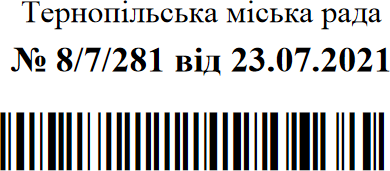 Тернопільська міська рада
№ 8/7/281 від 23.07.2021